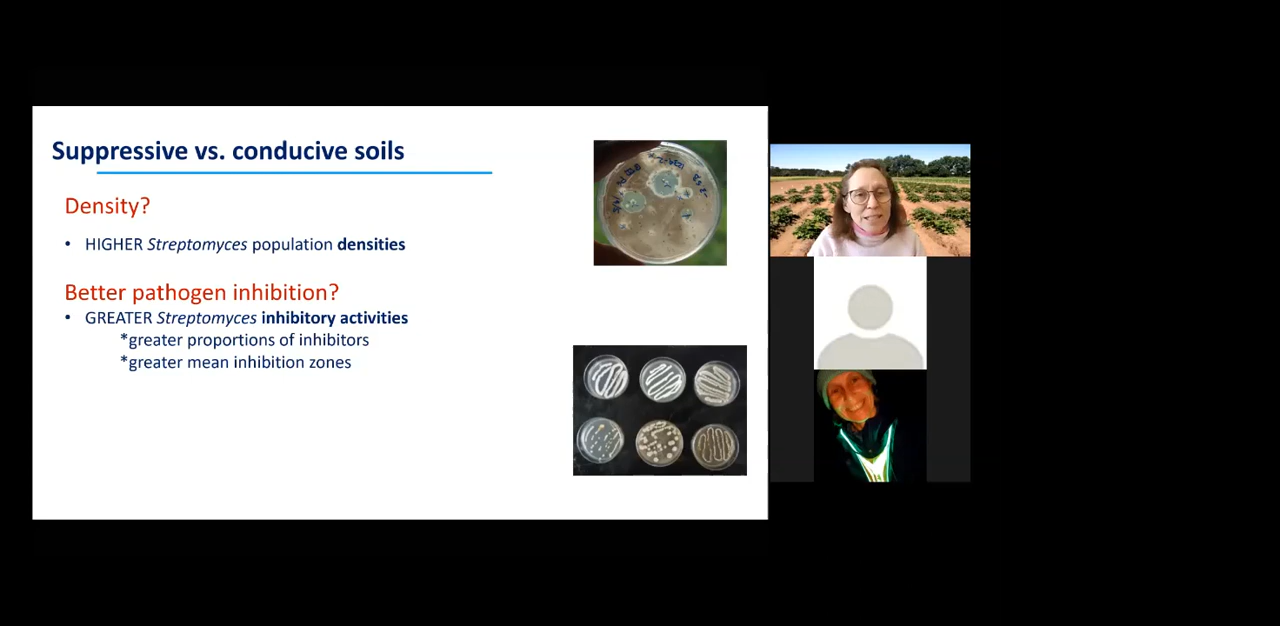 Suppressive vs. conducive soils
Density?
• HIGHER Streptomyces population densities
Better pathogen inhibition?
• GREATER Streptomyces inhibitory activities
*greater proportions of inhibitors
*greater mean inhibition zones